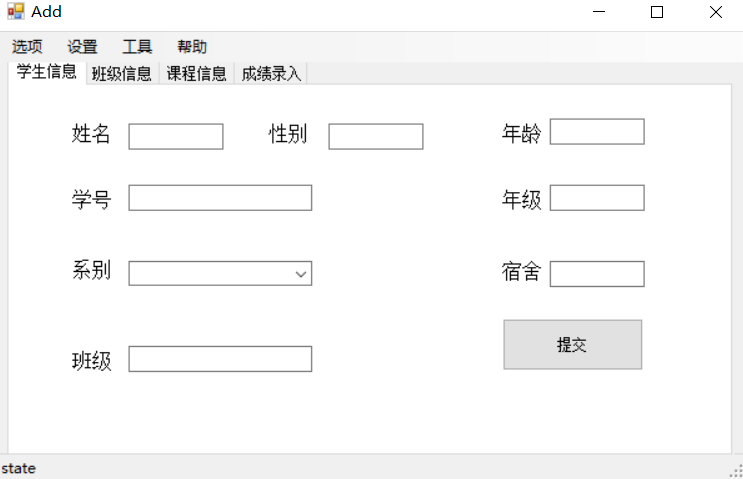 Add
选项 设置 工具 帮助
学生信息 班级信息 课程信息 成绩录入
姓名 性别 年龄
学号 年级
系别 宿舍
提交
班级
state